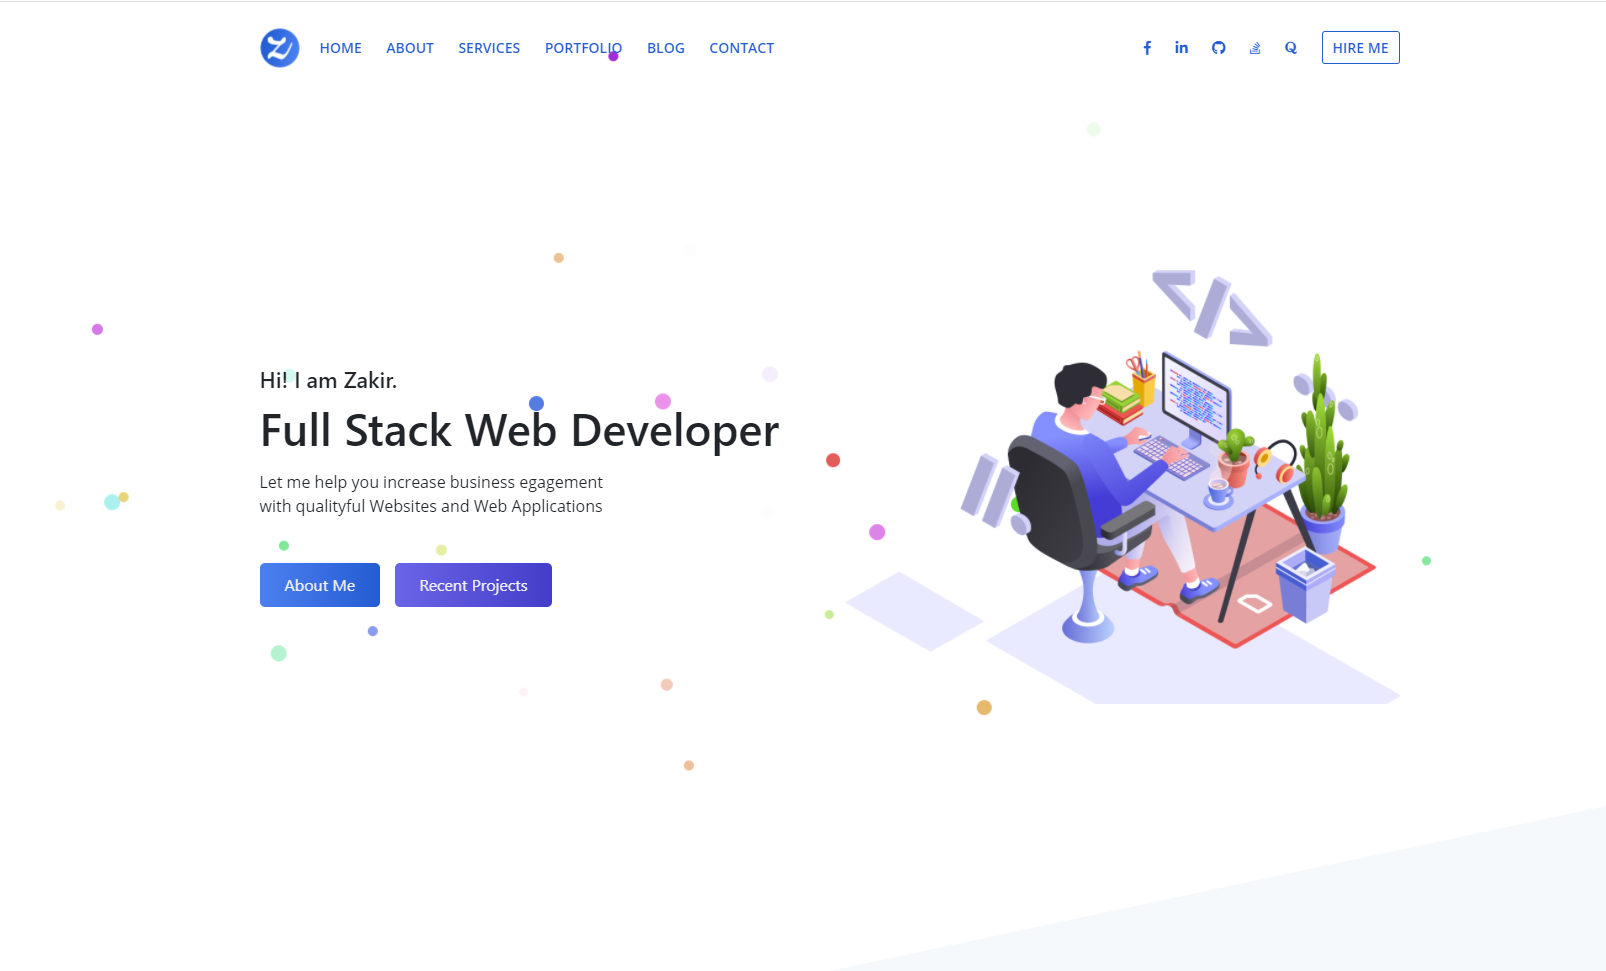 Z
HOME ABOUT SERVICES PORTFOLIO BLOG CONTACT HIRE ME
</>
Hi! I am Zakir.
Full Stack Web Developer
Let me help you increase business egagement
with qualityful Websites and Web Applications
About Me Recent Projects